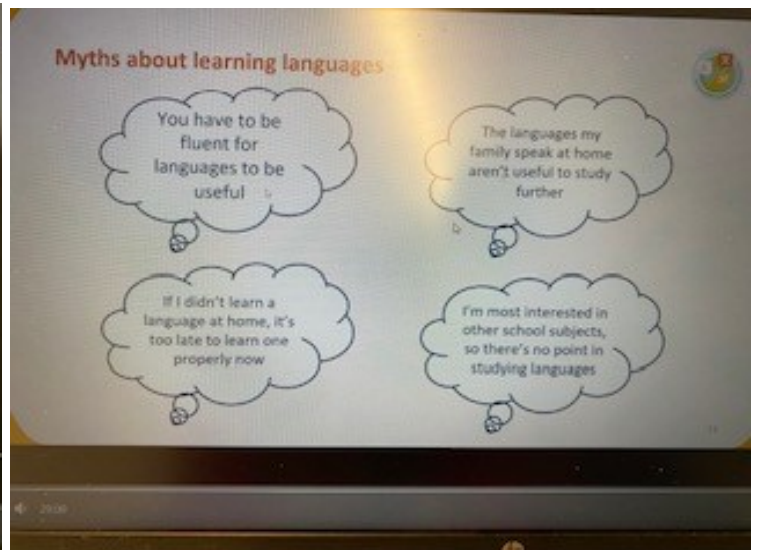 Myths about learning languages
You have to be
fluent for
languages to be
useful
The languages my
family speak at home
aren't useful to study
further
If I didn't learn a
language at home, it's
too late to learn one
properly now
I'm most interested in
other school subjects,
so there's no point in
studying languages